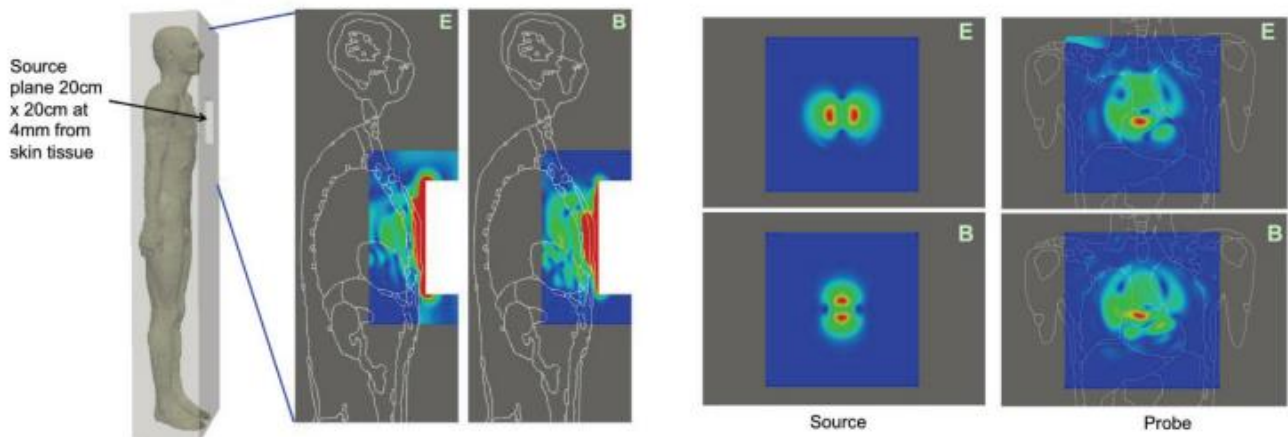 Source
plane 20cm
x 20cm at
4mm from
skin tissue
E
B
E
E
B
B
Source
Probe